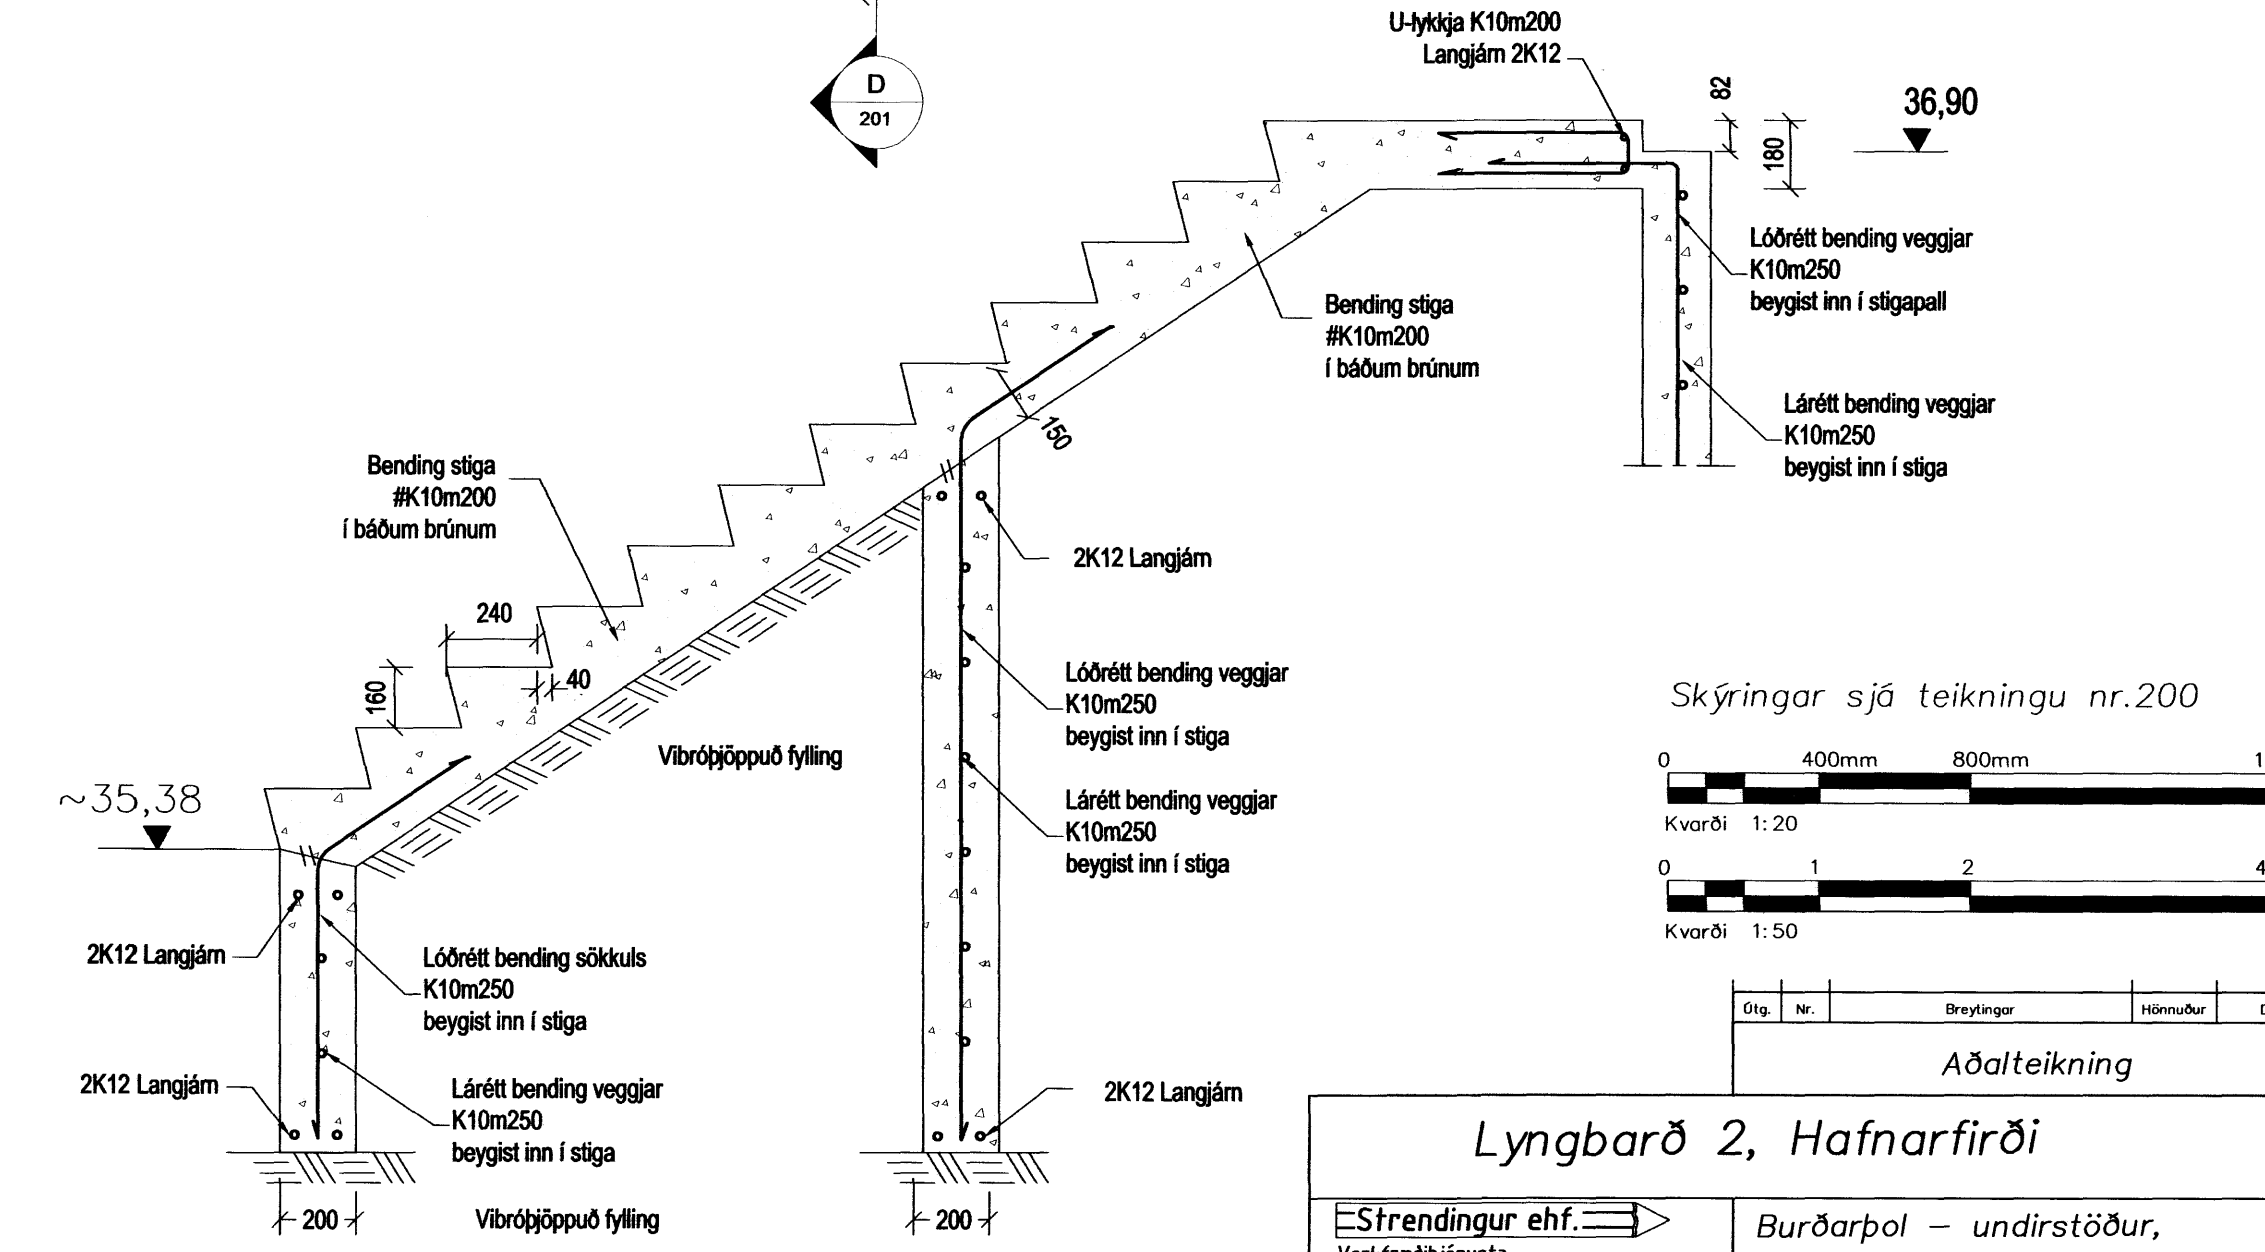 U-lykkja K10m200
Langjárn 2K12
D
201
82
180
36,90
Lóðrétt bending veggjar
K10m250
beygist inn í stigapall
Bending stiga
#K10m200
í báðum brúnum
Lárétt bending veggjar
K10m250
beygist inn í stiga
150
Bending stiga
#K10m200
í báðum brúnum
2K12 Langjárn
240
40
160
Lóðrétt bending veggjar
K10m250
beygist inn í stiga
Vibróþjöppuð fylling
~35,38
Lárétt bending veggjar
K10m250
beygist inn í stiga
2K12 Langjárn
Lóðrétt bending sökkuls
K10m250
beygist inn í stiga
2K12 Langjárn
Lárétt bending veggjar
K10m250
beygist inn í stiga
2K12 Langjárn
200
Vibróþjöppuð fylling
200
Skýringar sjá teikningu nr.200
0 400mm 800mm 1
Kvarði 1:20
0 1 2 4
Kvarði 1:50
Útg. Nr. Breytingar Hönnuður
Aðalteikning
Lyngbarð 2, Hafnarfirði
Strendingur ehf.
Burðarþol – undirstöður,